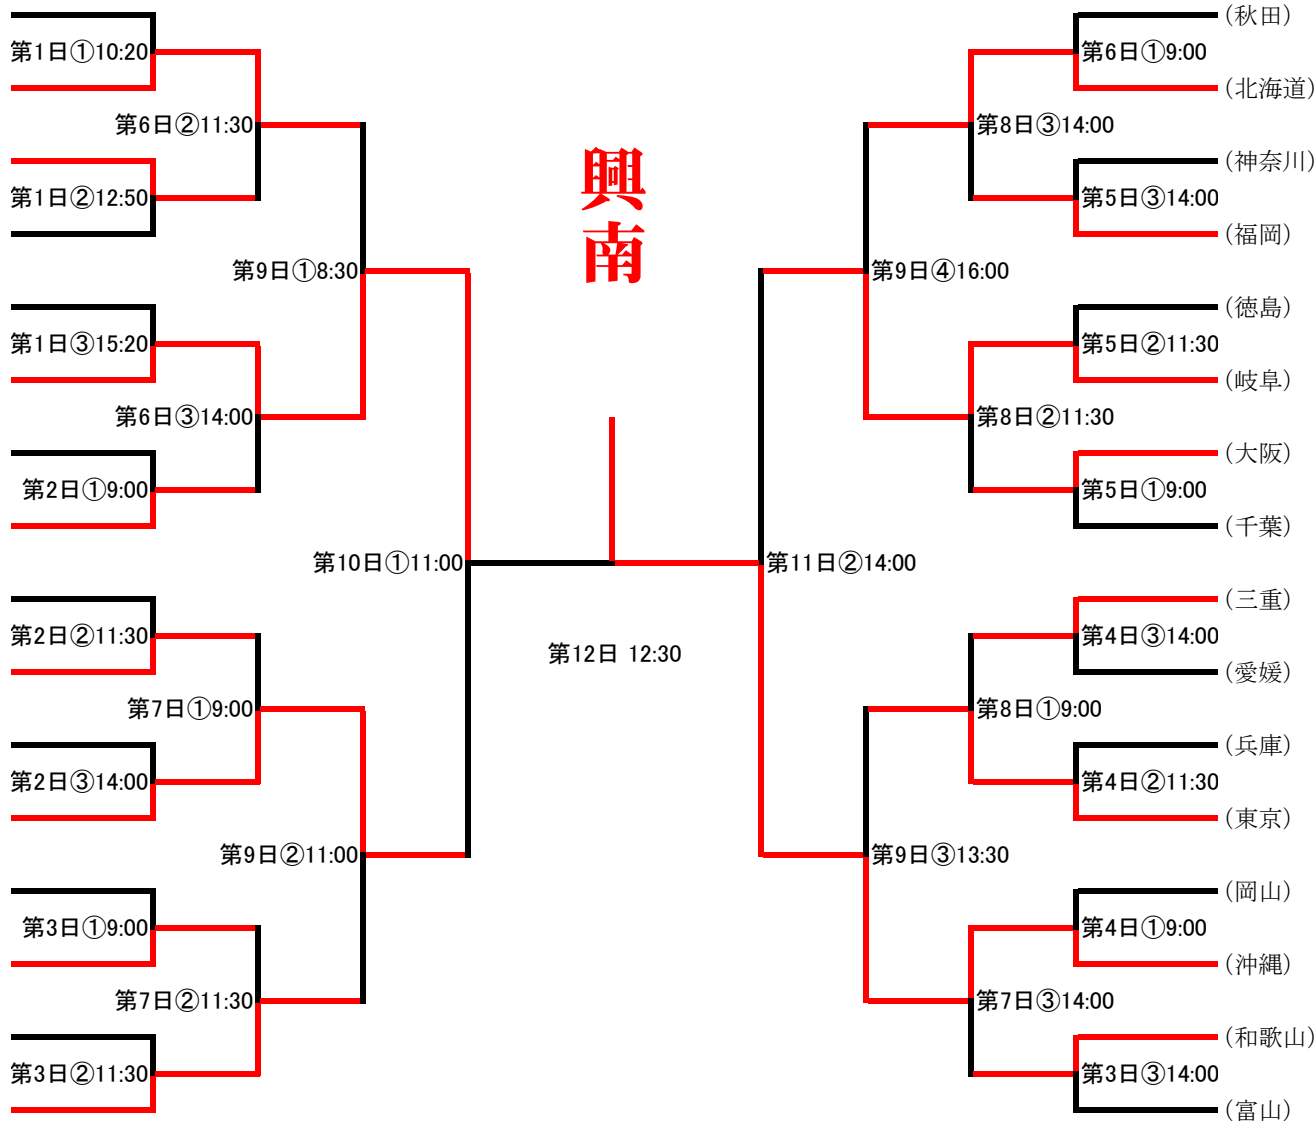 第1日①10:20
第6日②11:30
第1日②12:50
第9日①8:30
第1日③15:20
第6日③14:00
第2日①9:00
第10日①11:00
第2日②11:30
第7日①9:00
第2日③14:00
第9日②11:00
第3日①9:00
第7日②11:30
第3日②11:30
興南
第12日 12:30
(秋田)
第6日①9:00
(北海道)
第8日③14:00
(神奈川)
第5日③14:00
(福岡)
第9日④16:00
(徳島)
第5日②11:30
(岐阜)
第8日②11:30
(大阪)
第5日①9:00
(千葉)
第11日②14:00
(三重)
第4日③14:00
(愛媛)
第8日①9:00
(兵庫)
第4日②11:30
(東京)
第9日③13:30
(岡山)
第4日①9:00
(沖縄)
第7日③14:00
(和歌山)
第3日③14:00
(富山)